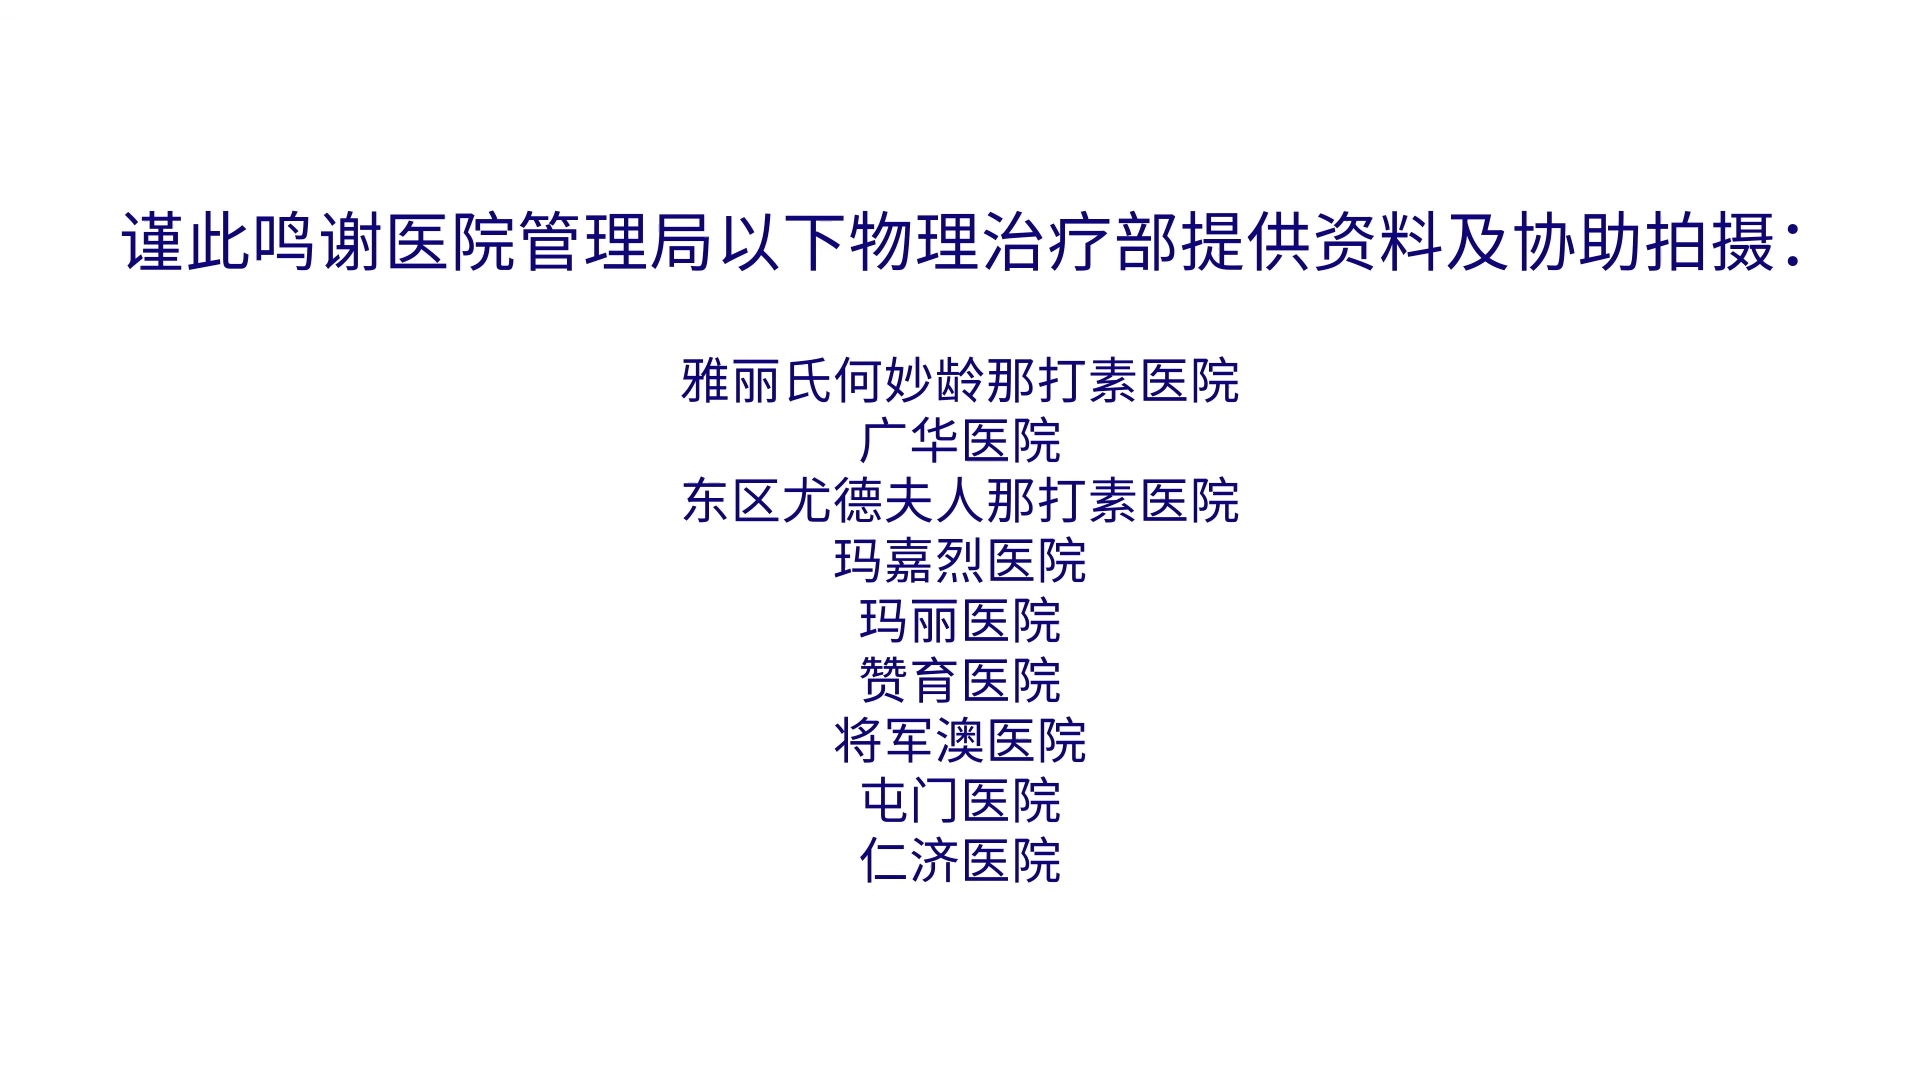 谨此鸣谢医院管理局以下物理治疗部提供资料及协助拍摄：
雅丽氏何妙龄那打素医院
广华医院
东区尤德夫人那打素医院
玛嘉烈医院
玛丽医院
赞育医院
将军澳医院
屯门医院
仁济医院